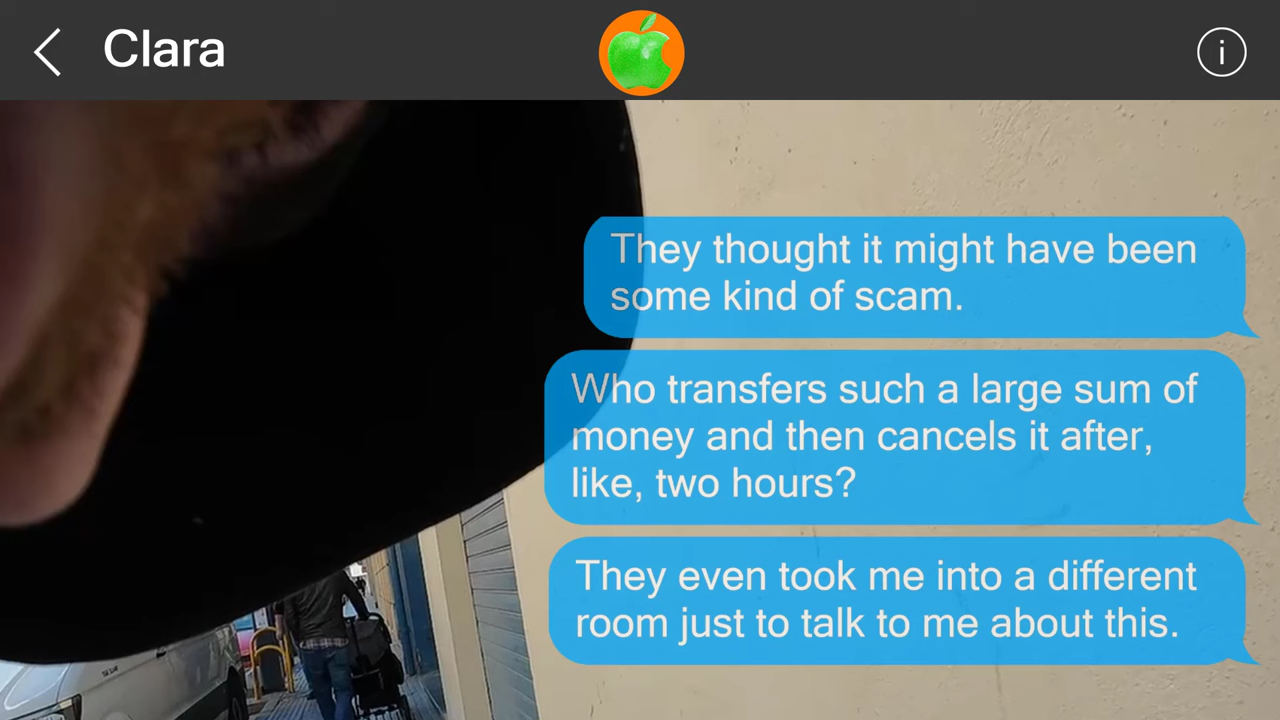 Clara
i
They thought it might have been
some kind of scam.
Who transfers such a large sum of
money and then cancels it after,
like, two hours?
They even took me into a different
room just to talk to me about this.